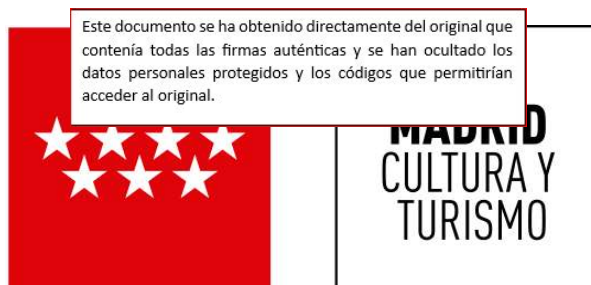 Este documento se ha obtenido directamente del original que
contenía todas las firmas auténticas y se han ocultado los
datos personales protegidos y los códigos que permitirían
acceder al original.
MADRID
CULTURA Y
TURISMO